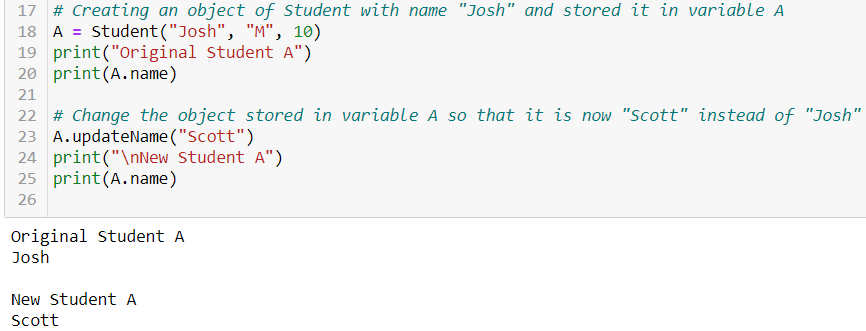 17 # Creating an object of Student with name "Josh" and stored it in variable A
18 A = Student("Josh", "M", 10)
19 print("Original Student A")
20 print(A.name)
21
22 # Change the object stored in variable A so that it is now "Scott" instead of "Josh"
23 A.updateName("Scott")
24 print("\nNew Student A")
25 print(A.name)
26
Original Student A
Josh
New Student A
Scott